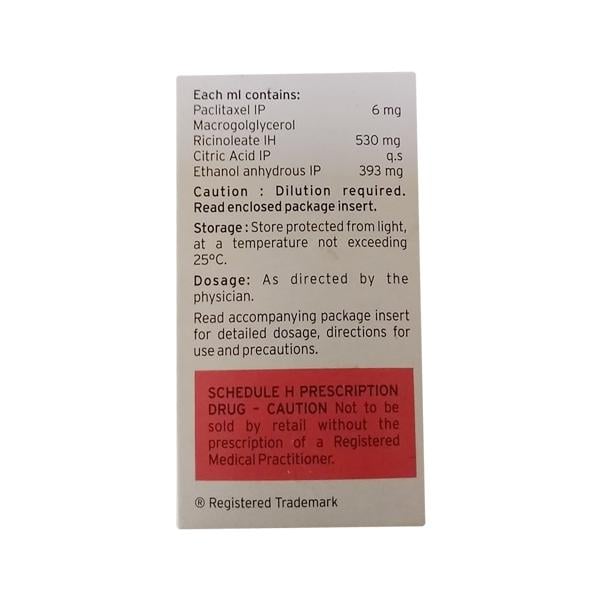 Each ml contains:
Paclitaxel IP 6 mg
Macrogolglycerol
Ricinoleate IH 530 mg
Citric Acid IP q.s
Ethanol anhydrous IP 393 mg
Caution : Dilution required.
Read enclosed package insert.
Storage : Store protected from light,
at a temperature not exceeding
25°C.
Dosage: As directed by the
physician.
Read accompanying package insert
for detailed dosage, directions for
use and precautions.
SCHEDULE H PRESCRIPTION
DRUG - CAUTION Not to be
sold by retail without the
prescription of a Registered
Medical Practitioner.
® Registered Trademark